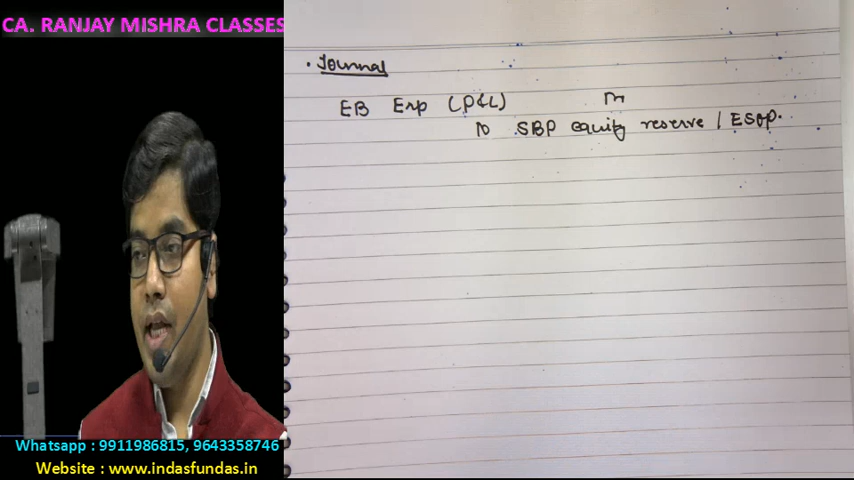 CA. RANJAY MISHRA CLASSES
• Journal
EB Exp (P&L) Dr
To SBP equity reserve / ESOP.
Whatsapp : 9911986815, 9643358746
Website : www.indasfundas.in